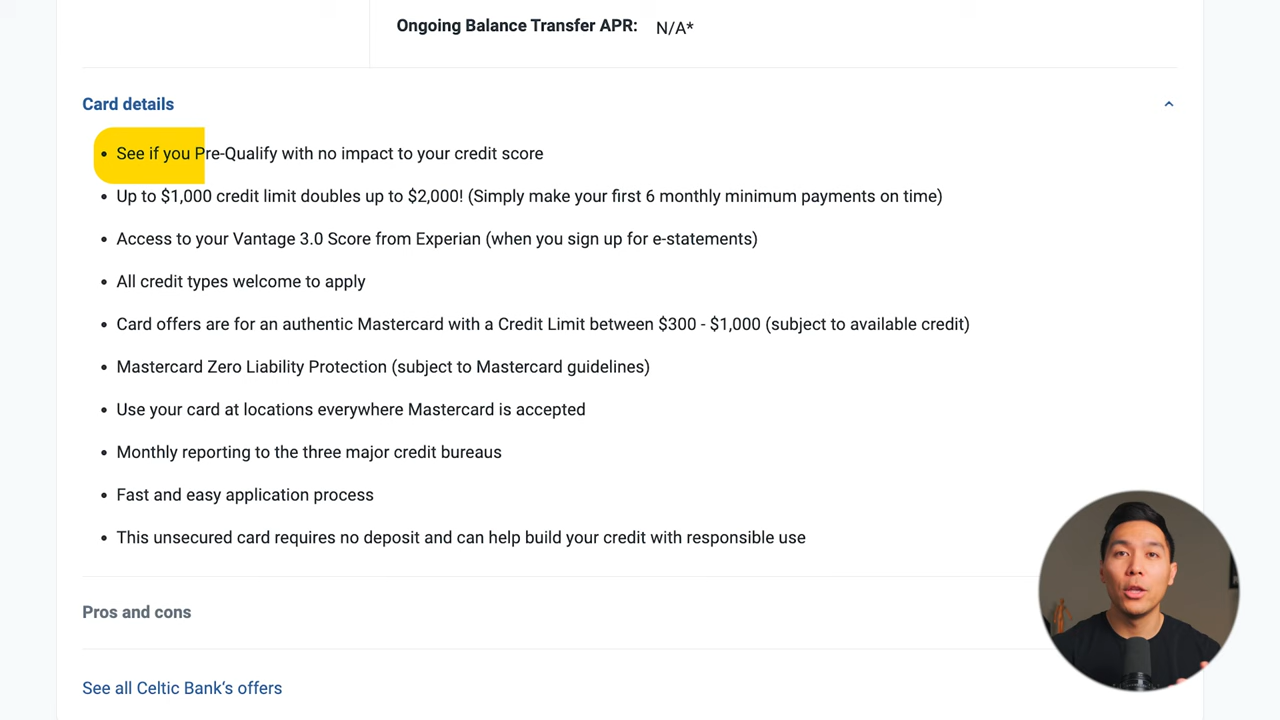 Ongoing Balance Transfer APR: N/A*
Card details
• See if you Pre-Qualify with no impact to your credit score
• Up to $1,000 credit limit doubles up to $2,000! (Simply make your first 6 monthly minimum payments on time)
• Access to your Vantage 3.0 Score from Experian (when you sign up for e-statements)
• All credit types welcome to apply
• Card offers are for an authentic Mastercard with a Credit Limit between $300 - $1,000 (subject to available credit)
• Mastercard Zero Liability Protection (subject to Mastercard guidelines)
• Use your card at locations everywhere Mastercard is accepted
• Monthly reporting to the three major credit bureaus
• Fast and easy application process
• This unsecured card requires no deposit and can help build your credit with responsible use
Pros and cons
See all Celtic Bank‘s offers